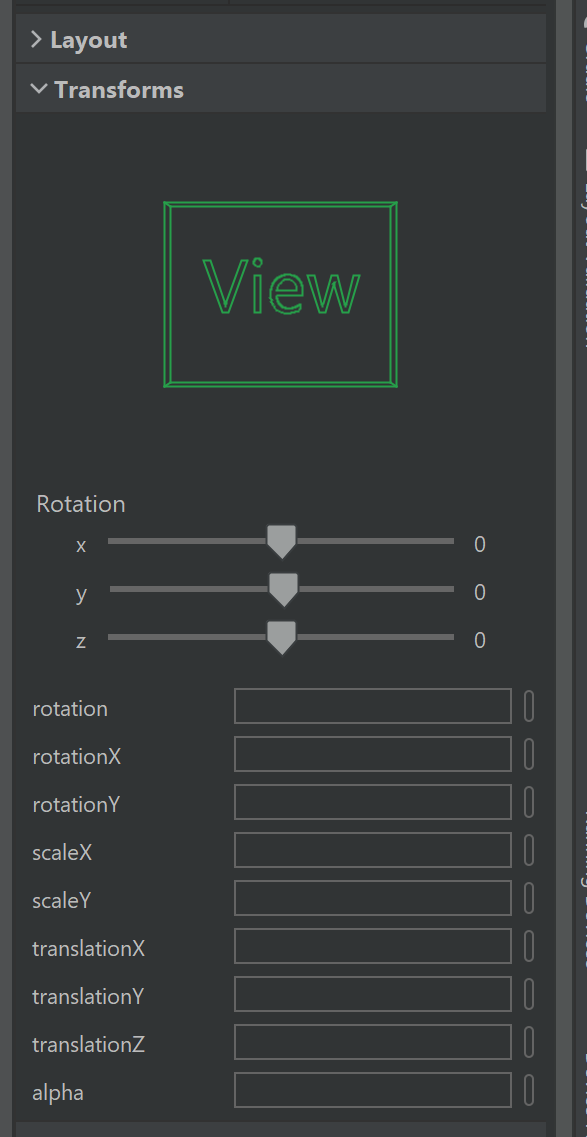 Layout
Transforms
View
Rotation
x 0
y 0
z 0
rotation
rotationX
rotationY
scaleX
scaleY
translationX
translationY
translationZ
alpha